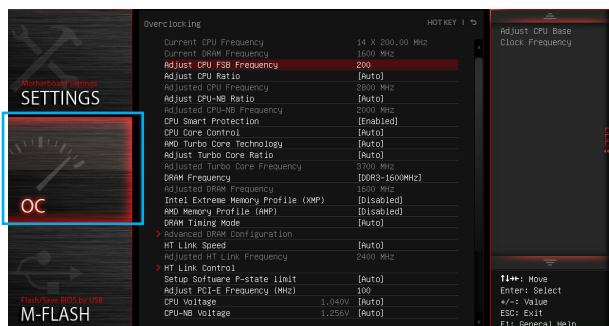 Overclocking
HOT KEY | ↰
Current CPU Frequency 14 X 200.00 MHz
Current DRAM Frequency 1600 MHz
Adjust CPU FSB Frequency 200
Adjust CPU Ratio [Auto]
Adjusted CPU Frequency 2800 MHz
Adjust CPU-NB Ratio [Auto]
Adjusted CPU-NB Frequency 2000 MHz
CPU Smart Protection [Enabled]
CPU Core Control [Auto]
AMD Turbo Core Technology [Auto]
Adjust Turbo Core Ratio [Auto]
Adjusted Turbo Core Frequency 3700 MHz
DRAM Frequency [DDR3-1600MHz]
Adjusted DRAM Frequency 1600 MHz
Intel Extreme Memory Profile (XMP) [Disabled]
AMD Memory Profile (AMP) [Disabled]
DRAM Timing Mode [Auto]
> Advanced DRAM Configuration
HT Link Speed [Auto]
Adjusted HT Link Frequency 2400 MHz
> HT Link Control
Setup Software P-state limit [Auto]
Adjust PCI-E Frequency (MHz) 100
CPU Voltage 1.040V [Auto]
CPU-NB Voltage 1.256V [Auto]
Motherboard settings
SETTINGS
OC
Flash/Save BIOS by USB
M-FLASH
Adjust CPU Base
Clock Frequency
↑↓→←: Move
Enter: Select
+/-: Value
ESC: Exit
F1: General Help